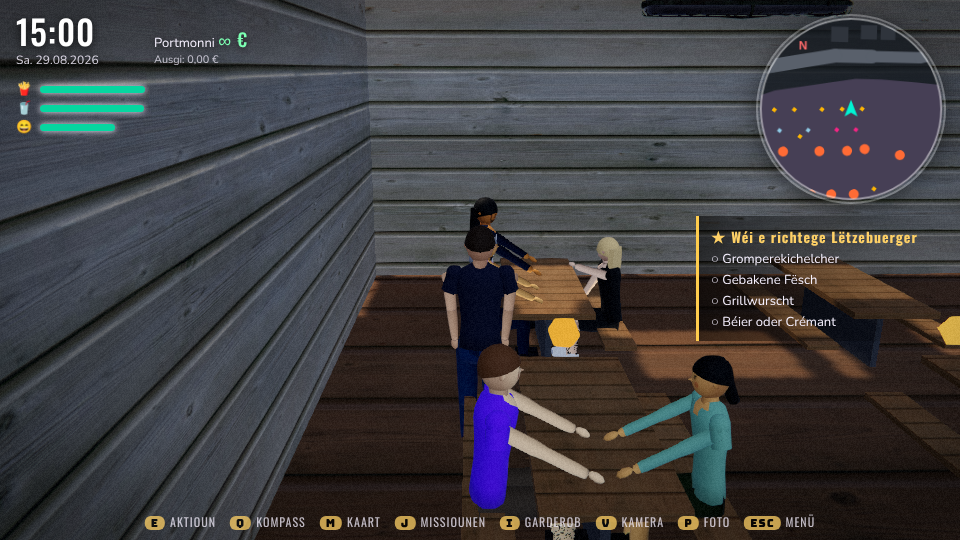 15:00
Sa. 29.08.2026
Portmonni ∞ €
Ausgi: 0,00 €
N
★ Wéi e richtege Lëtzebuerger
○ Gromperekichelcher
○ Gebakene Fësch
○ Grillwurscht
○ Béier oder Crémant
E AKTIOUN Q KOMPASS M KAART J MISSIOUNEN I GARDEROB V KAMERA P FOTO ESC MENÜ